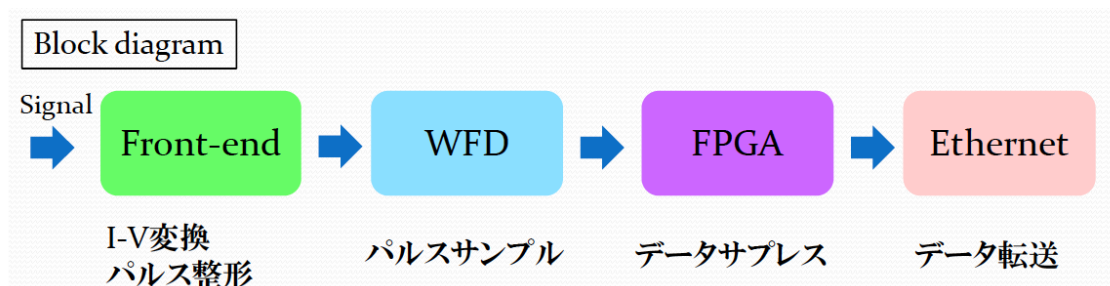 Block diagram
Signal
Front-end
WFD
FPGA
Ethernet
I-V変換
パルス整形
パルスサンプル
データサプレス
データ転送